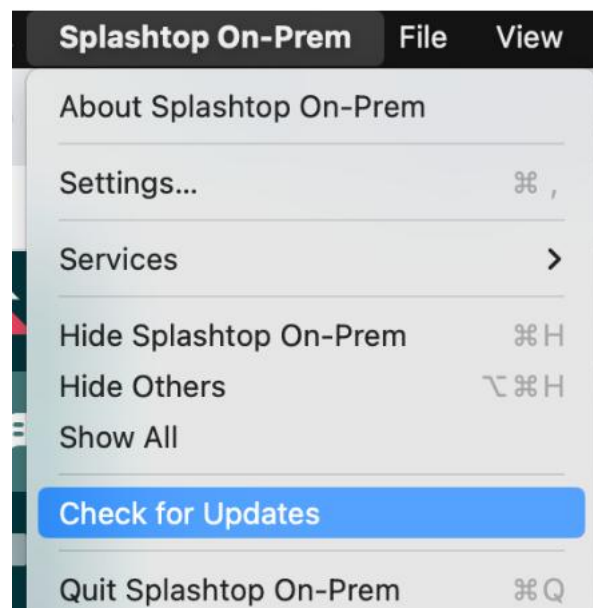 Splashtop On-Prem File View
About Splashtop On-Prem
Settings... ⌘ ,
Services >
Hide Splashtop On-Prem ⌘ H
Hide Others ⌥ ⌘ H
Show All
Check for Updates
Quit Splashtop On-Prem ⌘ Q